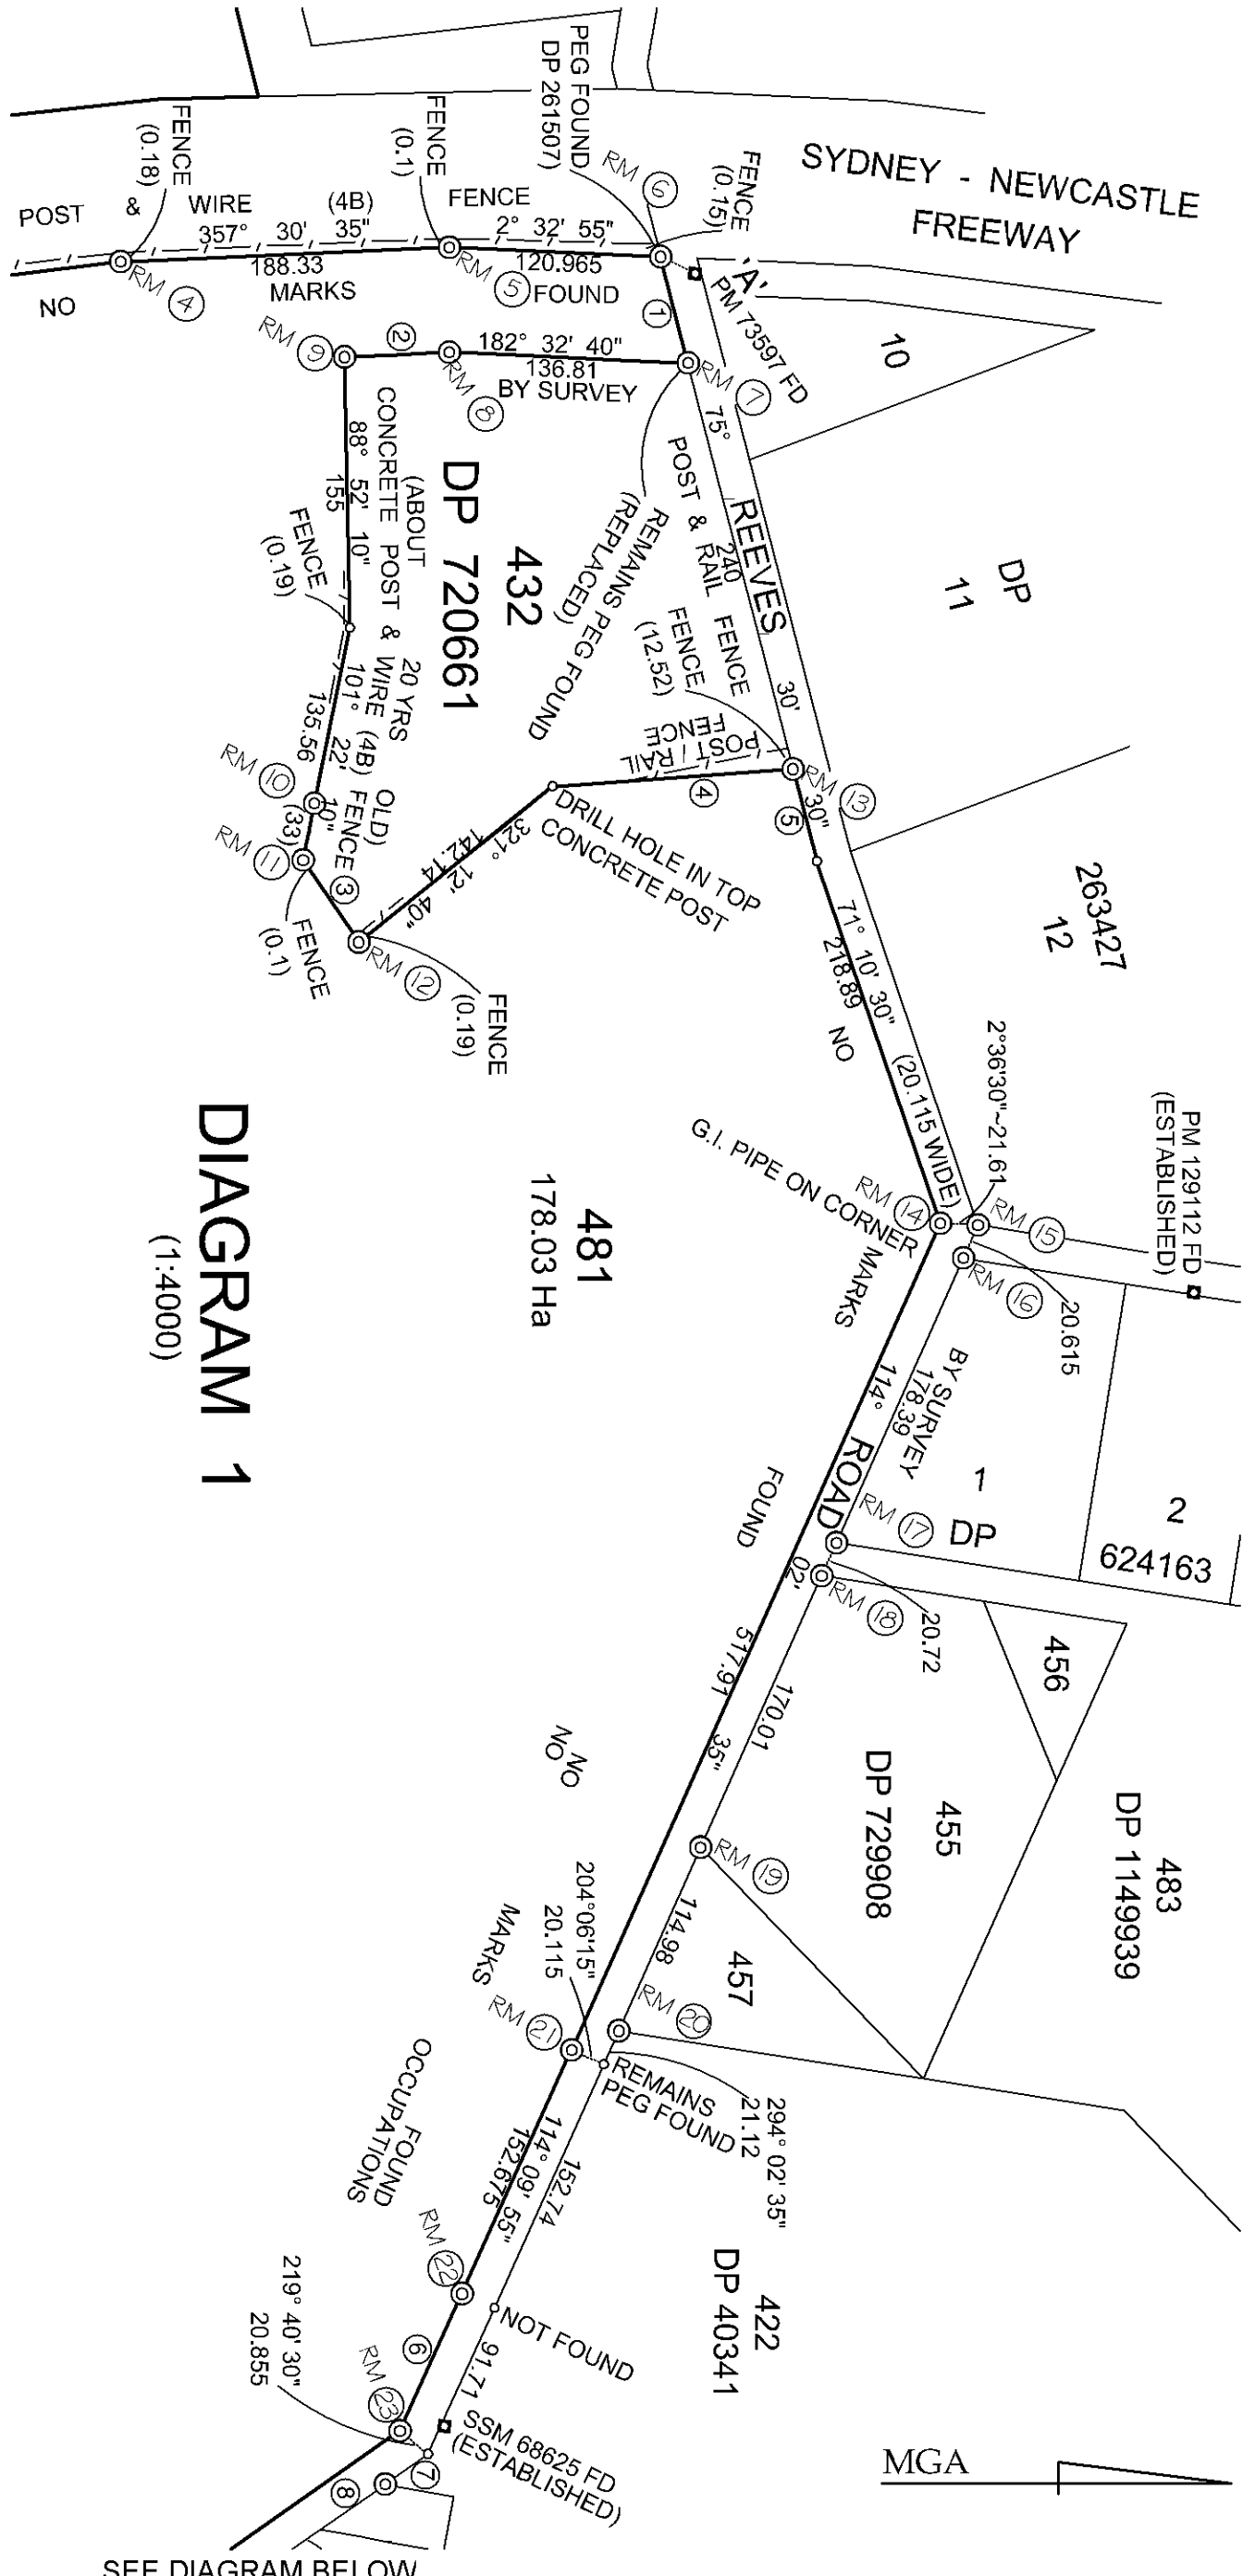 SYDNEY - NEWCASTLE
FREEWAY
PEG FOUND
DP 261507)
FENCE
(0.15)
RM 6
FENCE
(0.1)
FENCE
(0.18)
POST & WIRE (4B) FENCE
357° 30' 35"
188.33
2° 32' 55"
120.965
NO MARKS FOUND
RM 4
RM 5
'A'
PM 73597 FD
1
RM 7
10
RM 9
2
RM 8
182° 32' 40"
136.81
BY SURVEY
75° 30' 30"
240
POST & RAIL FENCE
REEVES
DP
11
(ABOUT 20 YRS OLD)
CONCRETE POST & WIRE (4B) FENCE
88° 52' 10"
155
FENCE
(0.19)
DP 720661
432
REMAINS PEG FOUND
(REPLACED)
FENCE
(12.52)
POST / RAIL
FENCE
4
RM 13
5
101° 22' 10"
135.56
(33)
RM 10
RM 11
3
FENCE
(0.1)
RM 12
FENCE
(0.19)
321° 12' 40"
142.14
DRILL HOLE IN TOP
CONCRETE POST
263427
12
71° 10' 30"
218.89
(20.115 WIDE)
NO
MARKS
FOUND
2°36'30"~21.61
PM 129112 FD
(ESTABLISHED)
G.I. PIPE ON CORNER
RM 14
RM 15
RM 16
20.615
481
178.03 Ha
DIAGRAM 1
(1:4000)
BY SURVEY
178.39
114° 02' 35"
517.91
ROAD
1
DP
2
624163
RM 17
RM 18
20.72
456
170.01
455
DP 729908
483
DP 1149939
RM 19
114.98
457
NO
NO
MARKS
204°06'15"
20.115
RM 20
RM 21
REMAINS
PEG FOUND
294° 02' 35"
21.12
OCCUPATIONS
FOUND
114° 09' 55"
152.675
152.74
RM 22
422
DP 40341
NOT FOUND
219° 40' 30"
20.855
6
RM 23
91.71
SSM 68625 FD
(ESTABLISHED)
7
8
MGA
SEE DIAGRAM BELOW